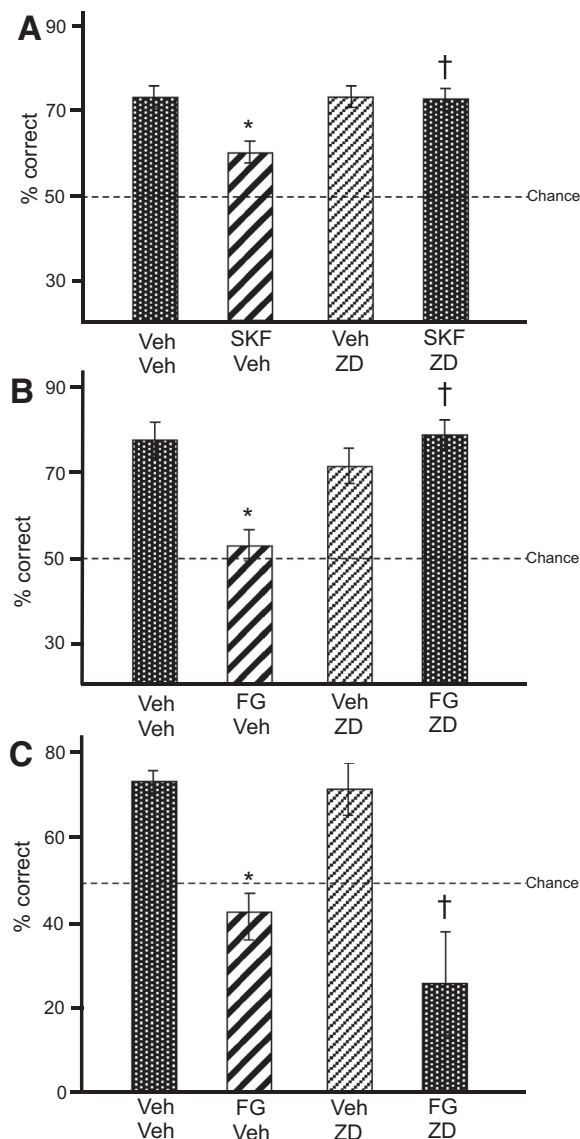 A
% correct
90
70
50
30
Chance
*
†
Veh SKF Veh SKF
Veh Veh ZD ZD
B
% correct
90
70
50
30
Chance
*
†
Veh FG Veh FG
Veh Veh ZD ZD
C
% correct
80
60
40
20
0
Chance
*
†
Veh FG Veh FG
Veh Veh ZD ZD